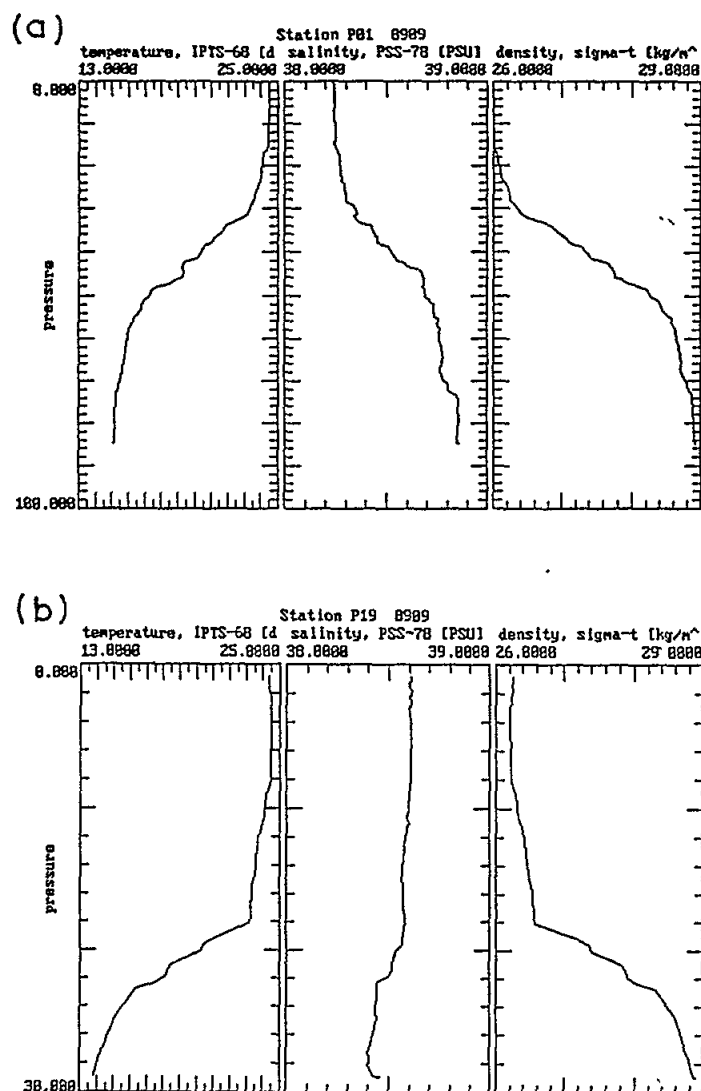 (a)
Station P01 8909
temperature, IPTS-68 [d salinity, PSS-78 [PSU] density, sigma-t [kg/m^
13.0000 25.0000 38.0000 39.0000 26.0000 29.0000
0.000
pressure
100.000
(b)
Station P19 8909
temperature, IPTS-68 [d salinity, PSS-78 [PSU] density, sigma-t [kg/m^
13.0000 25.0000 38.0000 39.0000 26.0000 29.0000
0.000
pressure
30.000